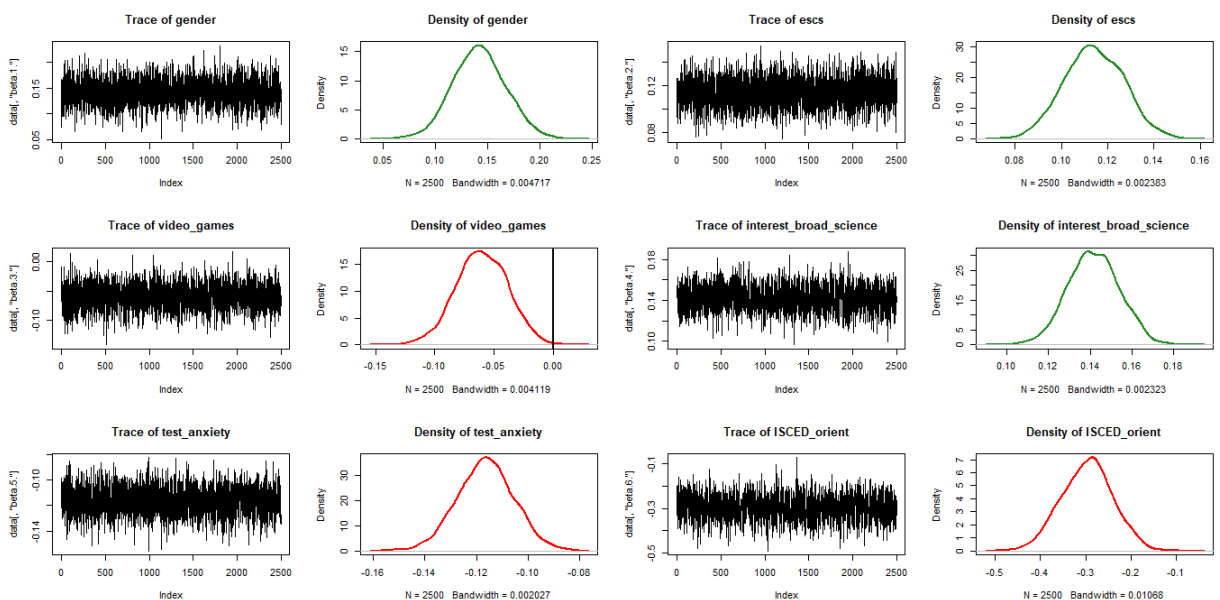 Trace of gender
data[, "beta.1."]
0.05 0.15
0 500 1000 1500 2000 2500
Index
Density of gender
Density
0 5 10 15
0.05 0.10 0.15 0.20 0.25
N = 2500 Bandwidth = 0.004717
Trace of escs
data[, "beta.2."]
0.08 0.12
0 500 1000 1500 2000 2500
Index
Density of escs
Density
0 5 10 20 30
0.08 0.10 0.12 0.14 0.16
N = 2500 Bandwidth = 0.002383
Trace of video_games
data[, "beta.3."]
-0.10 0.00
0 500 1000 1500 2000 2500
Index
Density of video_games
Density
0 5 10 15
-0.15 -0.10 -0.05 0.00
N = 2500 Bandwidth = 0.004119
Trace of interest_broad_science
data[, "beta.4."]
0.10 0.14 0.18
0 500 1000 1500 2000 2500
Index
Density of interest_broad_science
Density
0 5 15 25
0.10 0.12 0.14 0.16 0.18
N = 2500 Bandwidth = 0.002323
Trace of test_anxiety
data[, "beta.5."]
-0.14 -0.10
0 500 1000 1500 2000 2500
Index
Density of test_anxiety
Density
0 10 20 30
-0.16 -0.14 -0.12 -0.10 -0.08
N = 2500 Bandwidth = 0.002027
Trace of ISCED_orient
data[, "beta.6."]
-0.5 -0.3 -0.1
0 500 1000 1500 2000 2500
Index
Density of ISCED_orient
Density
0 1 2 3 4 5 6 7
-0.5 -0.4 -0.3 -0.2 -0.1
N = 2500 Bandwidth = 0.01068